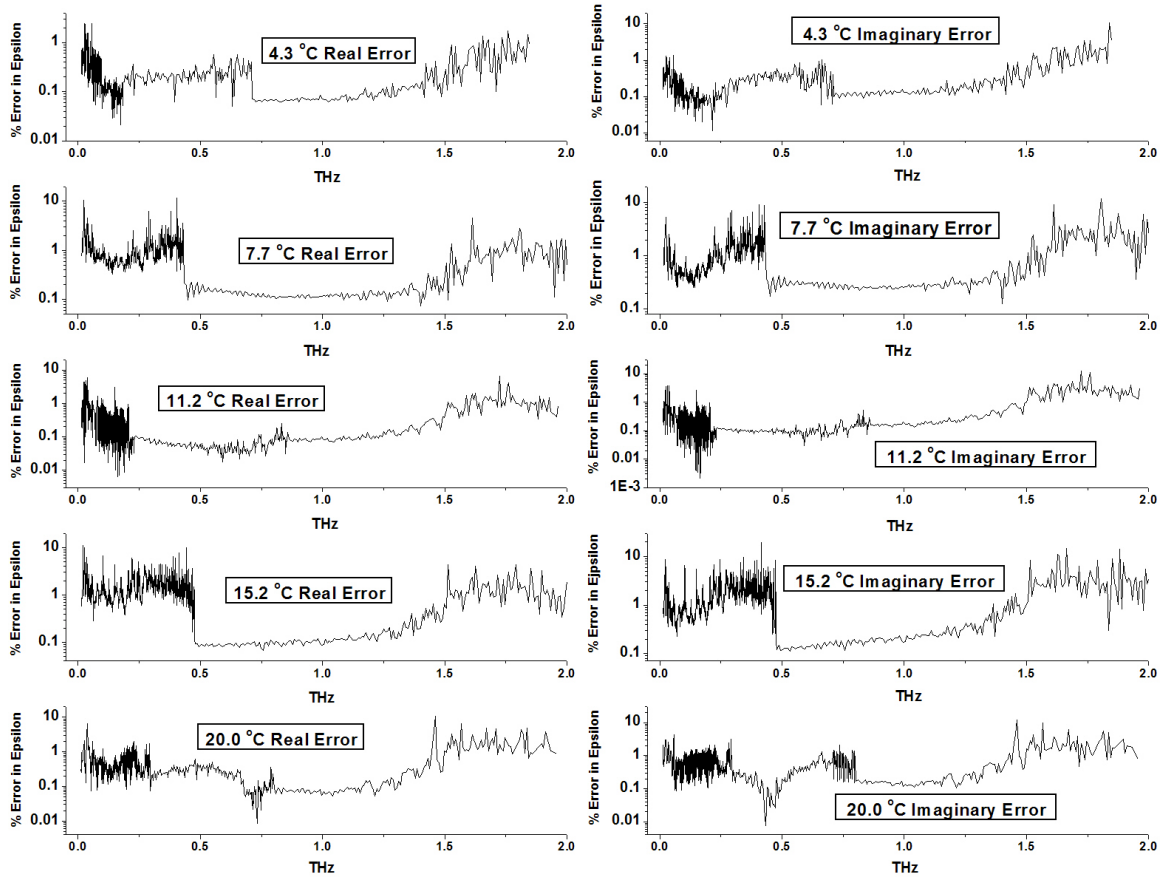 % Error in Epsilon
1
0.1
0.01
4.3 °C Real Error
0.0 0.5 1.0 1.5 2.0
THz
% Error in Epsilon
10
1
0.1
0.01
4.3 °C Imaginary Error
0.0 0.5 1.0 1.5 2.0
THz
% Error in Epsilon
10
1
0.1
7.7 °C Real Error
0.0 0.5 1.0 1.5 2.0
THz
% Error in Epsilon
10
1
0.1
7.7 °C Imaginary Error
0.0 0.5 1.0 1.5 2.0
THz
% Error in Epsilon
10
1
0.1
0.01
11.2 °C Real Error
0.0 0.5 1.0 1.5 2.0
THz
% Error in Epsilon
10
1
0.1
0.01
1E-3
11.2 °C Imaginary Error
0.0 0.5 1.0 1.5 2.0
THz
% Error in Epsilon
10
1
0.1
15.2 °C Real Error
0.0 0.5 1.0 1.5 2.0
THz
% Error in Epsilon
10
1
0.1
15.2 °C Imaginary Error
0.0 0.5 1.0 1.5 2.0
THz
% Error in Epsilon
10
1
0.1
0.01
20.0 °C Real Error
0.0 0.5 1.0 1.5 2.0
THz
% Error in Epsilon
10
1
0.1
0.01
20.0 °C Imaginary Error
0.0 0.5 1.0 1.5 2.0
THz